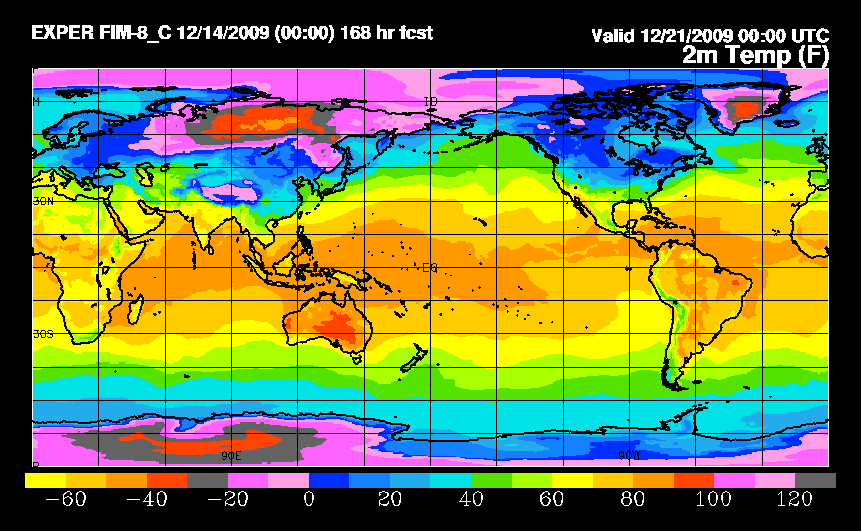 EXPER FIM-8_C 12/14/2009 (00:00) 168 hr fcst
Valid 12/21/2009 00:00 UTC
2m Temp (F)
ID
30N
EQ
30S
90E
90W
-60 -40 -20 0 20 40 60 80 100 120